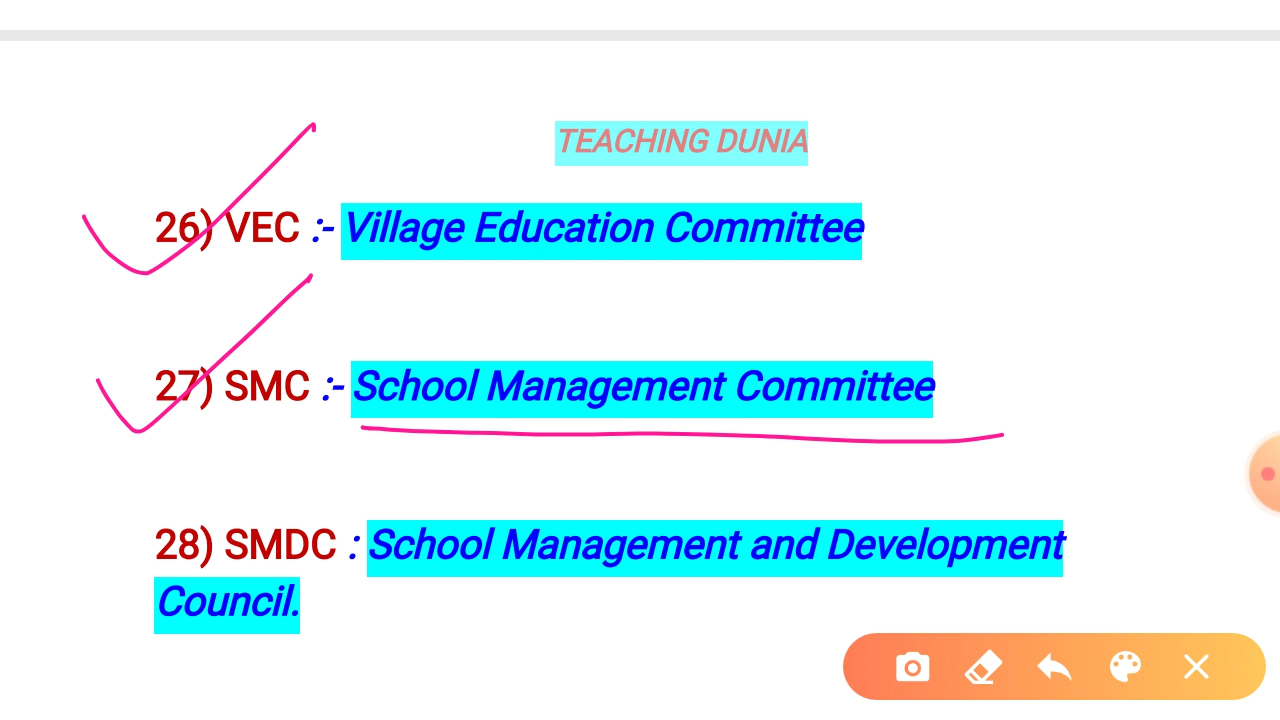 TEACHING DUNIA
26) VEC :- Village Education Committee
27) SMC :- School Management Committee
28) SMDC : School Management and Development
Council.